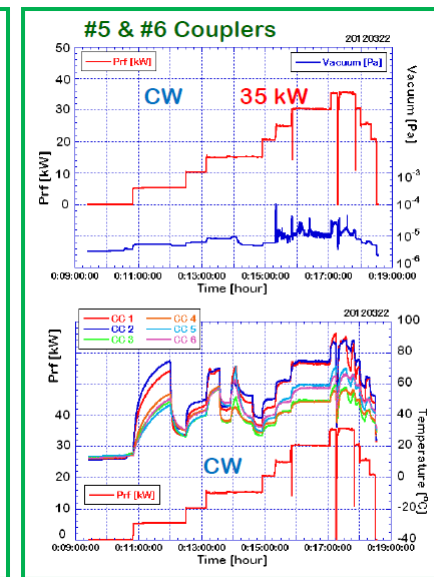 #5 & #6 Couplers
20120322
50
Prf [kW]
Vacuum [Pa]
40
CW
35 kW
30
20
10
0
Prf [kW]
Vacuum [Pa]
10-3
10-4
10-5
10-6
0:09:00:00 0:11:00:00 0:13:00:00 0:15:00:00 0:17:00:00 0:19:00:00
Time [hour]
20120322
CC 1 CC 4
CC 2 CC 5
CC 3 CC 6
100
80
60
40
20
0
-20
-40
Temperature [°C]
40
30
20
10
0
Prf [kW]
CW
Prf [kW]
0:09:00:00 0:11:00:00 0:13:00:00 0:15:00:00 0:17:00:00 0:19:00:00
Time [hour]